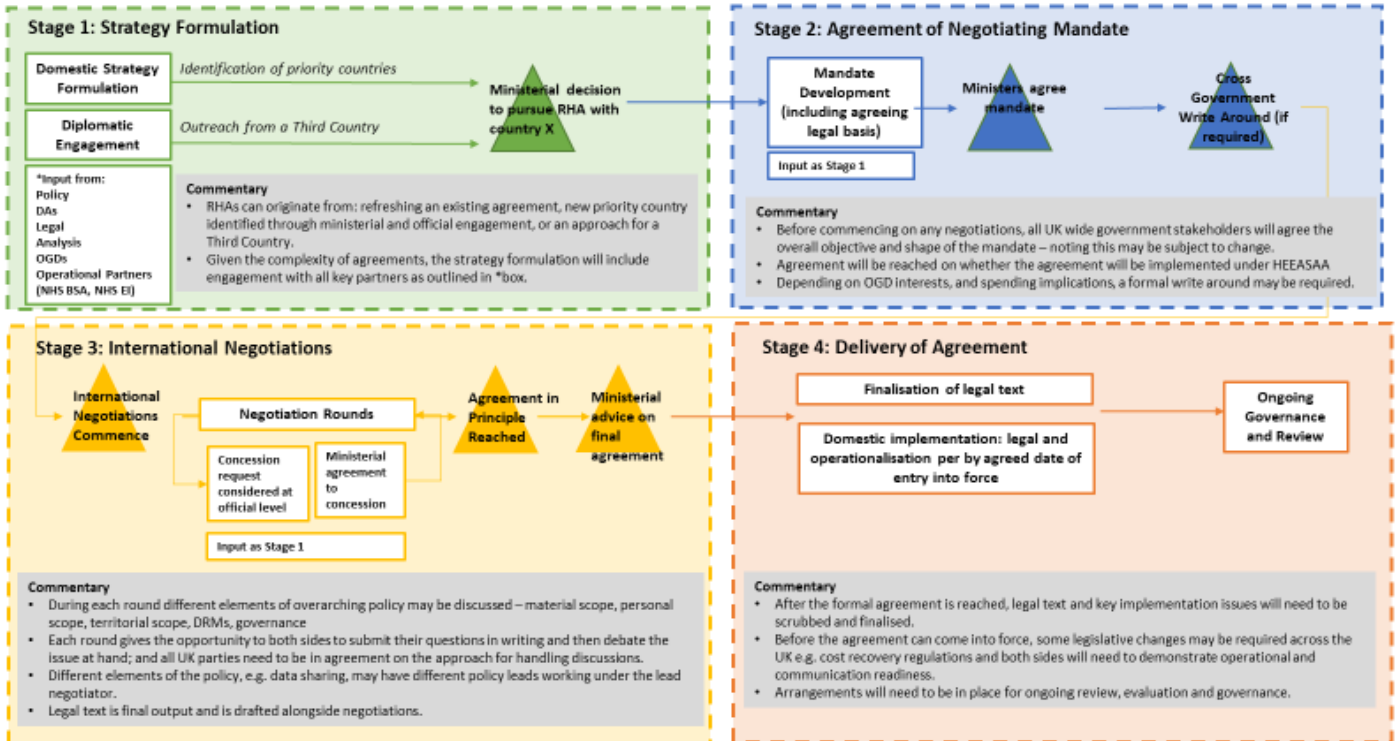 Stage 1: Strategy Formulation
Domestic Strategy
Formulation
Identification of priority countries
Diplomatic
Engagement
Outreach from a Third Country
Ministerial decision
to pursue RHA with
country X
*Input from:
Policy
DAs
Legal
Analysis
OGDs
Operational Partners
(NHS BSA, NHS EI)
Commentary
• RHAs can originate from: refreshing an existing agreement, new priority country
identified through ministerial and official engagement, or an approach for a
Third Country.
• Given the complexity of agreements, the strategy formulation will include
engagement with all key partners as outlined in *box.
Stage 2: Agreement of Negotiating Mandate
Mandate
Development
(including agreeing
legal basis)
Input as Stage 1
Ministers agree
mandate
Cross
Government
Write Around (if
required)
Commentary
• Before commencing on any negotiations, all UK wide government stakeholders will agree the
overall objective and shape of the mandate – noting this may be subject to change.
• Agreement will be reached on whether the agreement will be implemented under HEEASAA
• Depending on OGD interests, and spending implications, a formal write around may be required.
Stage 3: International Negotiations
International
Negotiations
Commence
Negotiation Rounds
Concession
request
considered at
official level
Ministerial
agreement
to
concession
Input as Stage 1
Agreement in
Principle
Reached
Ministerial
advice on
final
agreement
Commentary
• During each round different elements of overarching policy may be discussed – material scope, personal
scope, territorial scope, DRMs, governance
• Each round gives the opportunity to both sides to submit their questions in writing and then debate the
issue at hand; and all UK parties need to be in agreement on the approach for handling discussions.
• Different elements of the policy, e.g. data sharing, may have different policy leads working under the lead
negotiator.
• Legal text is final output and is drafted alongside negotiations.
Stage 4: Delivery of Agreement
Finalisation of legal text
Domestic implementation: legal and
operationalisation per by agreed date of
entry into force
Ongoing
Governance
and Review
Commentary
• After the formal agreement is reached, legal text and key implementation issues will need to be
scrubbed and finalised.
• Before the agreement can come into force, some legislative changes may be required across the
UK e.g. cost recovery regulations and both sides will need to demonstrate operational and
communication readiness.
• Arrangements will need to be in place for ongoing review, evaluation and governance.